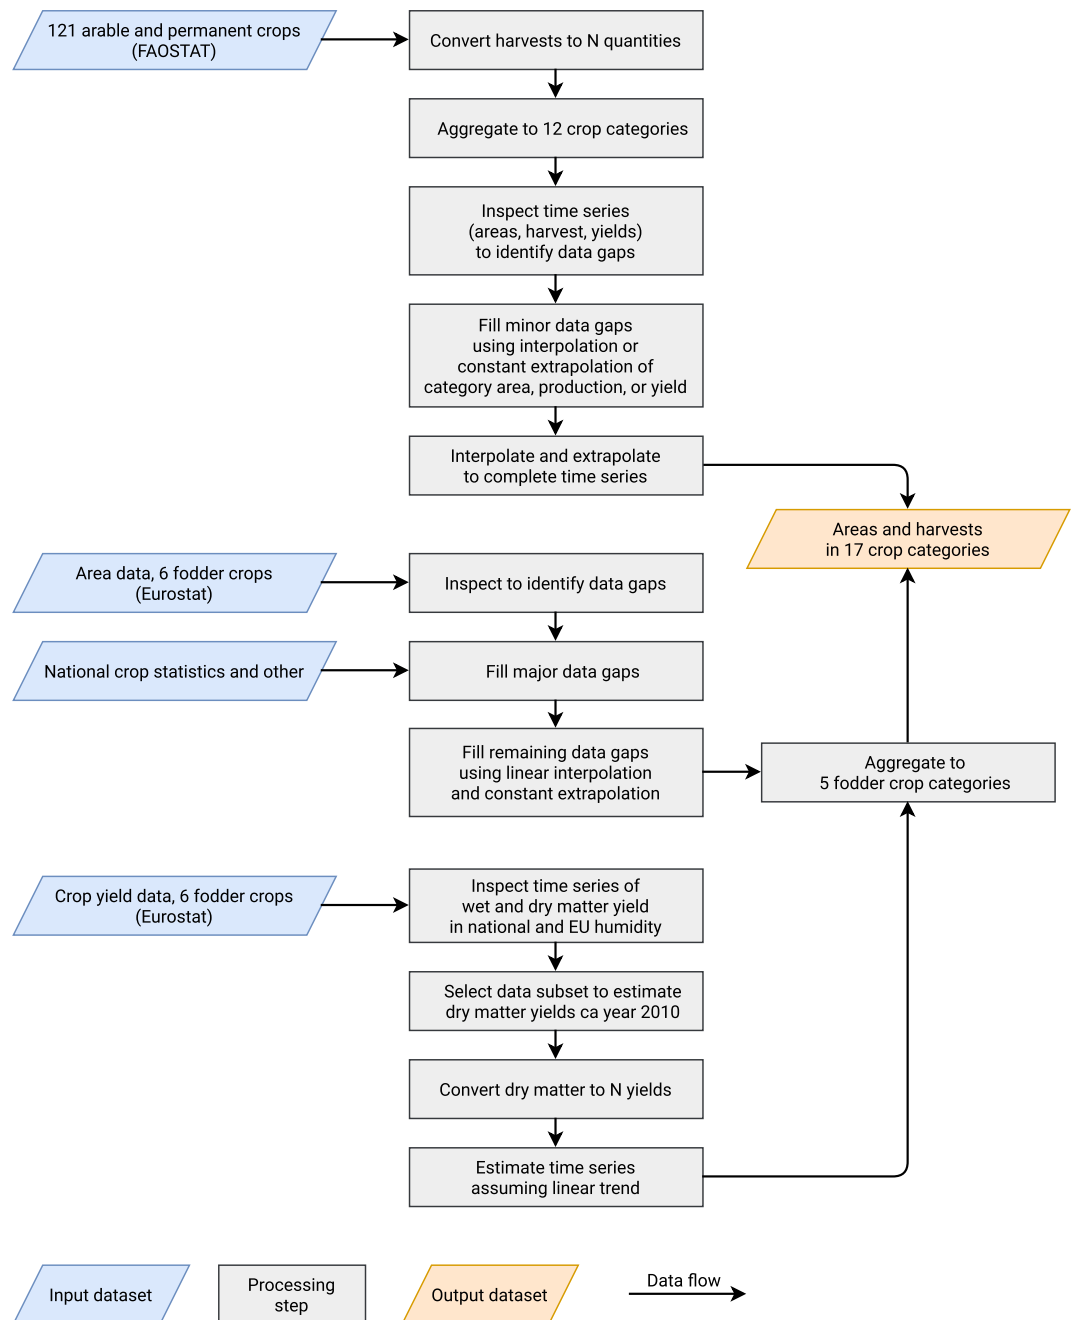 121 arable and permanent crops
(FAOSTAT)
Convert harvests to N quantities
Aggregate to 12 crop categories
Inspect time series
(areas, harvest, yields)
to identify data gaps
Fill minor data gaps
using interpolation or
constant extrapolation of
category area, production, or yield
Interpolate and extrapolate
to complete time series
Areas and harvests
in 17 crop categories
Area data, 6 fodder crops
(Eurostat)
Inspect to identify data gaps
National crop statistics and other
Fill major data gaps
Fill remaining data gaps
using linear interpolation
and constant extrapolation
Aggregate to
5 fodder crop categories
Crop yield data, 6 fodder crops
(Eurostat)
Inspect time series of
wet and dry matter yield
in national and EU humidity
Select data subset to estimate
dry matter yields ca year 2010
Convert dry matter to N yields
Estimate time series
assuming linear trend
Input dataset
Processing
step
Output dataset
Data flow